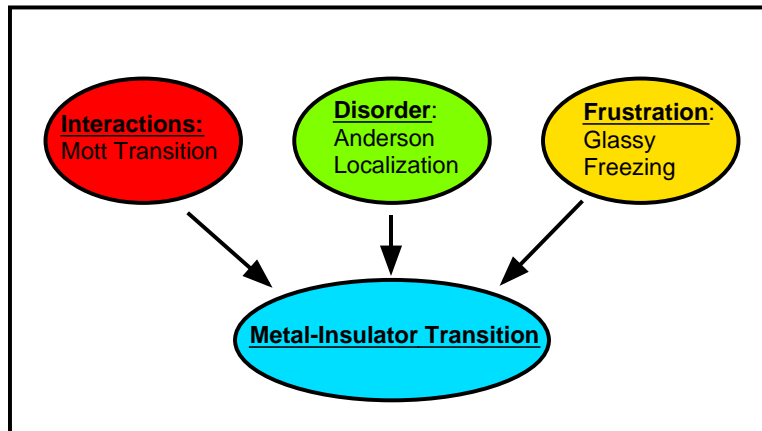 Interactions:
Mott Transition
Disorder:
Anderson
Localization
Frustration:
Glassy
Freezing
Metal-Insulator Transition